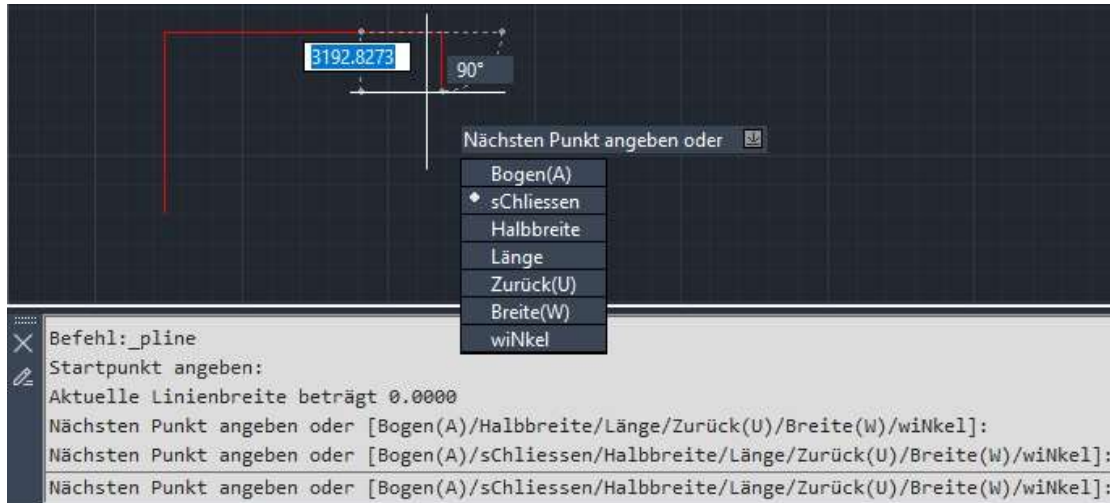 3192.8273
90°
Nächsten Punkt angeben oder
Bogen(A)
sChliessen
Halbbreite
Länge
Zurück(U)
Breite(W)
wiNkel
Befehl:_pline
Startpunkt angeben:
Aktuelle Linienbreite beträgt 0.0000
Nächsten Punkt angeben oder [Bogen(A)/Halbbreite/Länge/Zurück(U)/Breite(W)/wiNkel]:
Nächsten Punkt angeben oder [Bogen(A)/sChliessen/Halbbreite/Länge/Zurück(U)/Breite(W)/wiNkel]:
Nächsten Punkt angeben oder [Bogen(A)/sChliessen/Halbbreite/Länge/Zurück(U)/Breite(W)/wiNkel]: